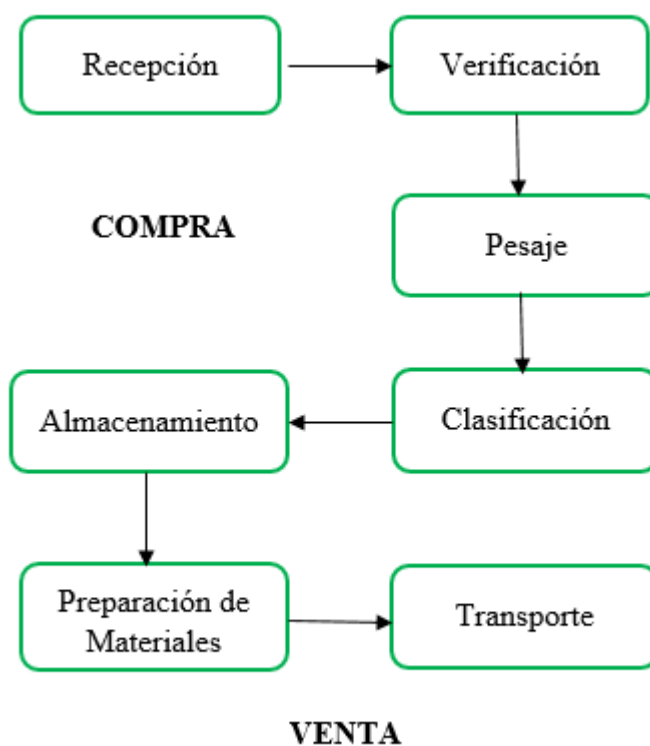 Recepción
Verificación
COMPRA
Pesaje
Almacenamiento
Clasificación
Preparación de
Materiales
Transporte
VENTA